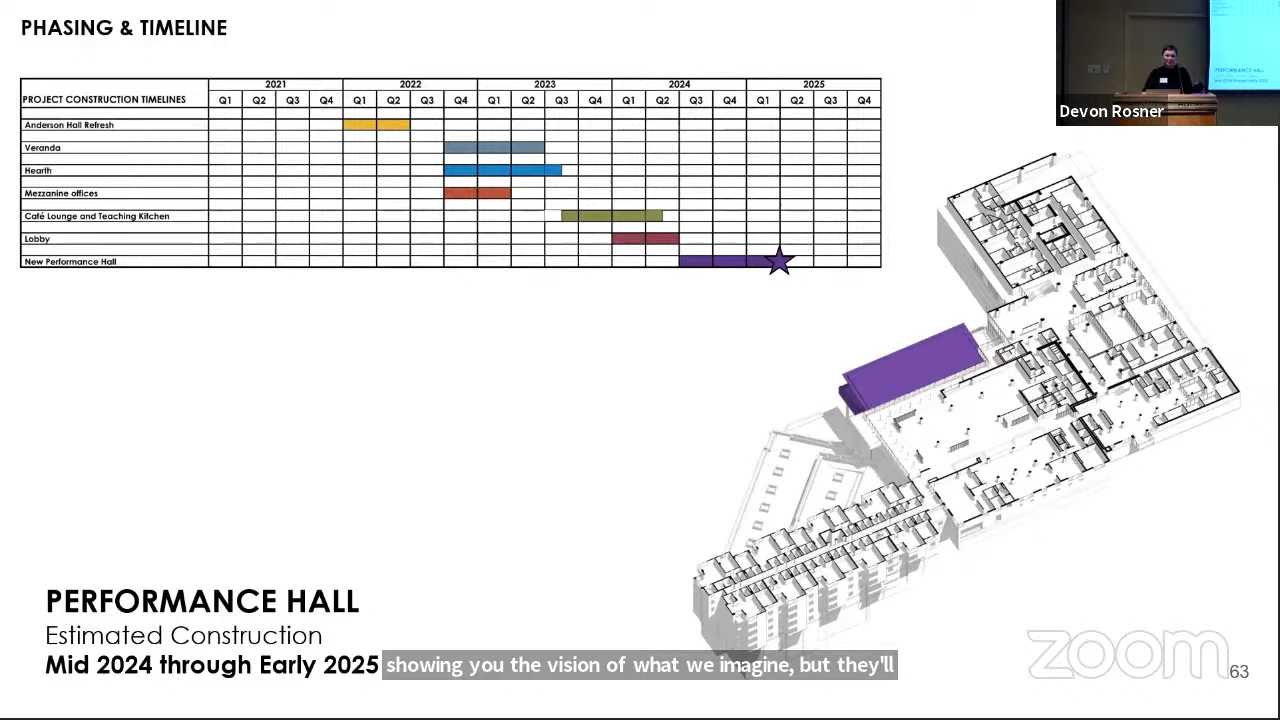 PHASING & TIMELINE
2021 2022 2023 2024 2025
PROJECT CONSTRUCTION TIMELINES Q1 Q2 Q3 Q4 Q1 Q2 Q3 Q4 Q1 Q2 Q3 Q4 Q1 Q2 Q3 Q4 Q1 Q2 Q3 Q4
Anderson Hall Refresh
Veranda
Hearth
Mezzanine offices
Café Lounge and Teaching Kitchen
Lobby
New Performance Hall
Devon Rosner
PERFORMANCE HALL
Estimated Construction
Mid 2024 through Early 2025
showing you the vision of what we imagine, but they'll
zoom
63